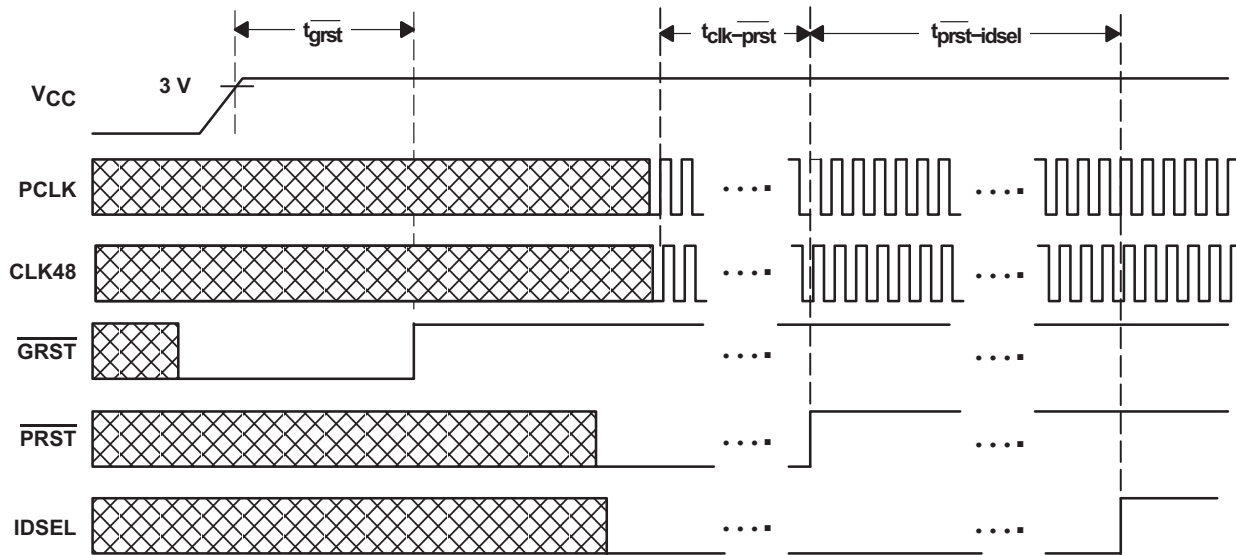 tgrst
tclk–prst
tprst–idsel
3 V
VCC
PCLK
CLK48
GRST
PRST
IDSEL